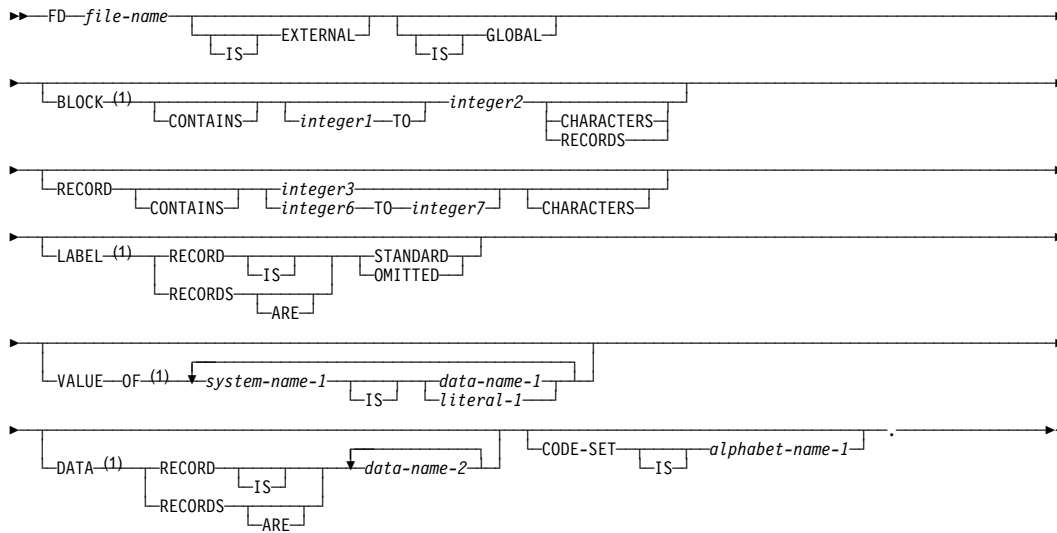 FD file-name EXTERNAL GLOBAL
IS IS
BLOCK (1) integer2
CONTAINS integer1 TO CHARACTERS
RECORDS
RECORD integer3
CONTAINS integer6 TO integer7 CHARACTERS
LABEL (1) RECORD STANDARD
IS OMITTED
RECORDS
ARE
VALUE OF (1) system-name-1 data-name-1
IS literal-1
DATA (1) RECORD data-name-2 CODE-SET alphabet-name-1 .
IS IS
RECORDS
ARE